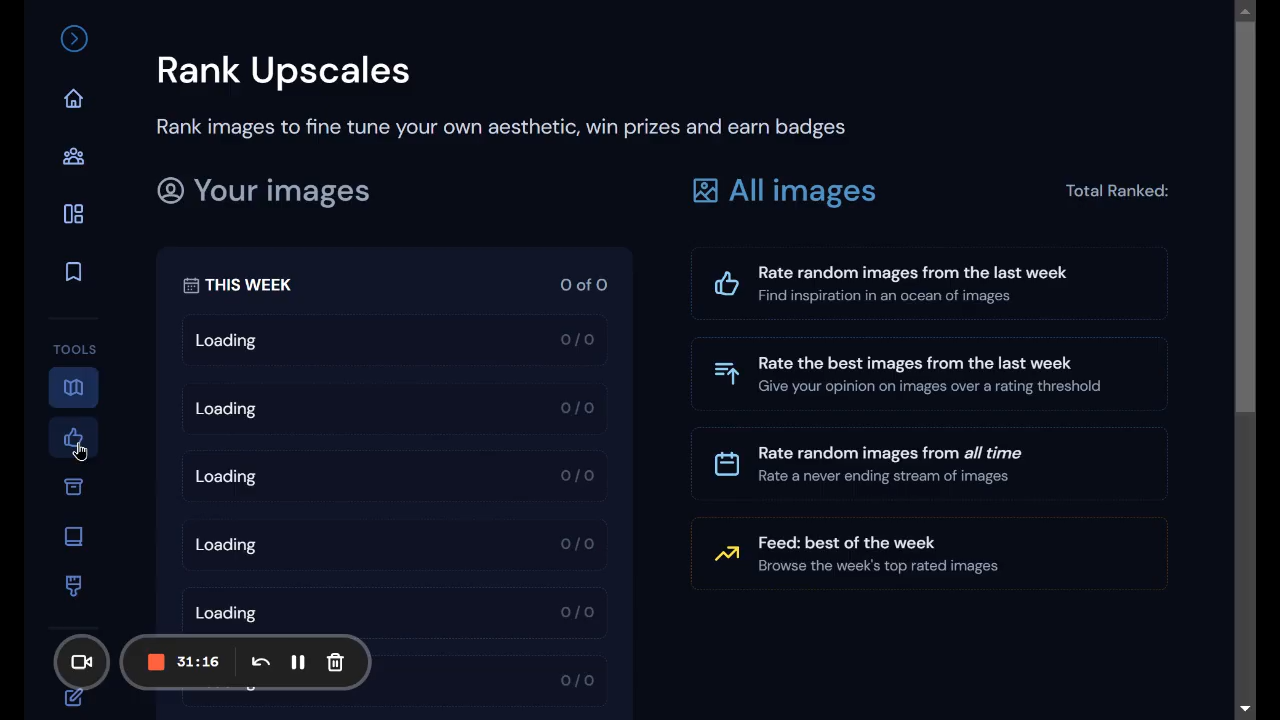 Rank Upscales
Rank images to fine tune your own aesthetic, win prizes and earn badges
Your images
THIS WEEK 0 of 0
Loading 0 / 0
Loading 0 / 0
Loading 0 / 0
Loading 0 / 0
Loading 0 / 0
0 / 0
All images Total Ranked:
Rate random images from the last week
Find inspiration in an ocean of images
Rate the best images from the last week
Give your opinion on images over a rating threshold
Rate random images from all time
Rate a never ending stream of images
Feed: best of the week
Browse the week's top rated images
TOOLS
31:16